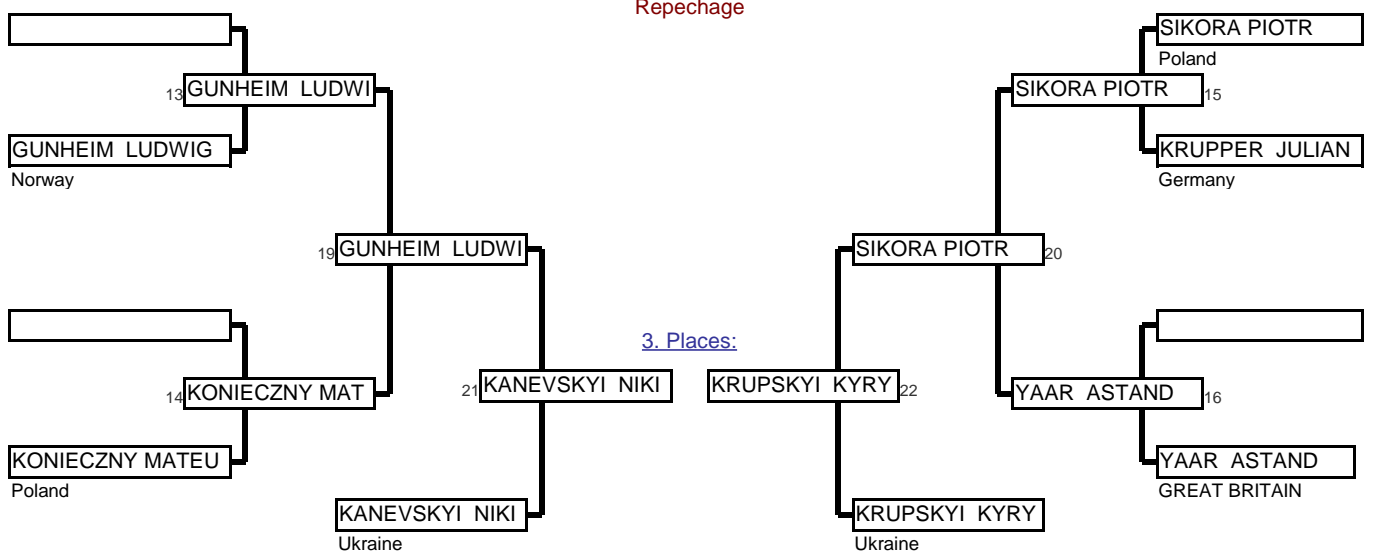 Repechage
SIKORA PIOTR
Poland
13 GUNHEIM LUDWI
SIKORA PIOTR 15
GUNHEIM LUDWIG
Norway
KRUPPER JULIAN
Germany
19 GUNHEIM LUDWI
SIKORA PIOTR 20
3. Places:
14 KONIECZNY MAT
21 KANEVSKYI NIKI
KRUPSKYI KYRY 22
YAAR ASTAND 16
KONIECZNY MATEU
Poland
YAAR ASTAND
GREAT BRITAIN
KANEVSKYI NIKI
Ukraine
KRUPSKYI KYRY
Ukraine